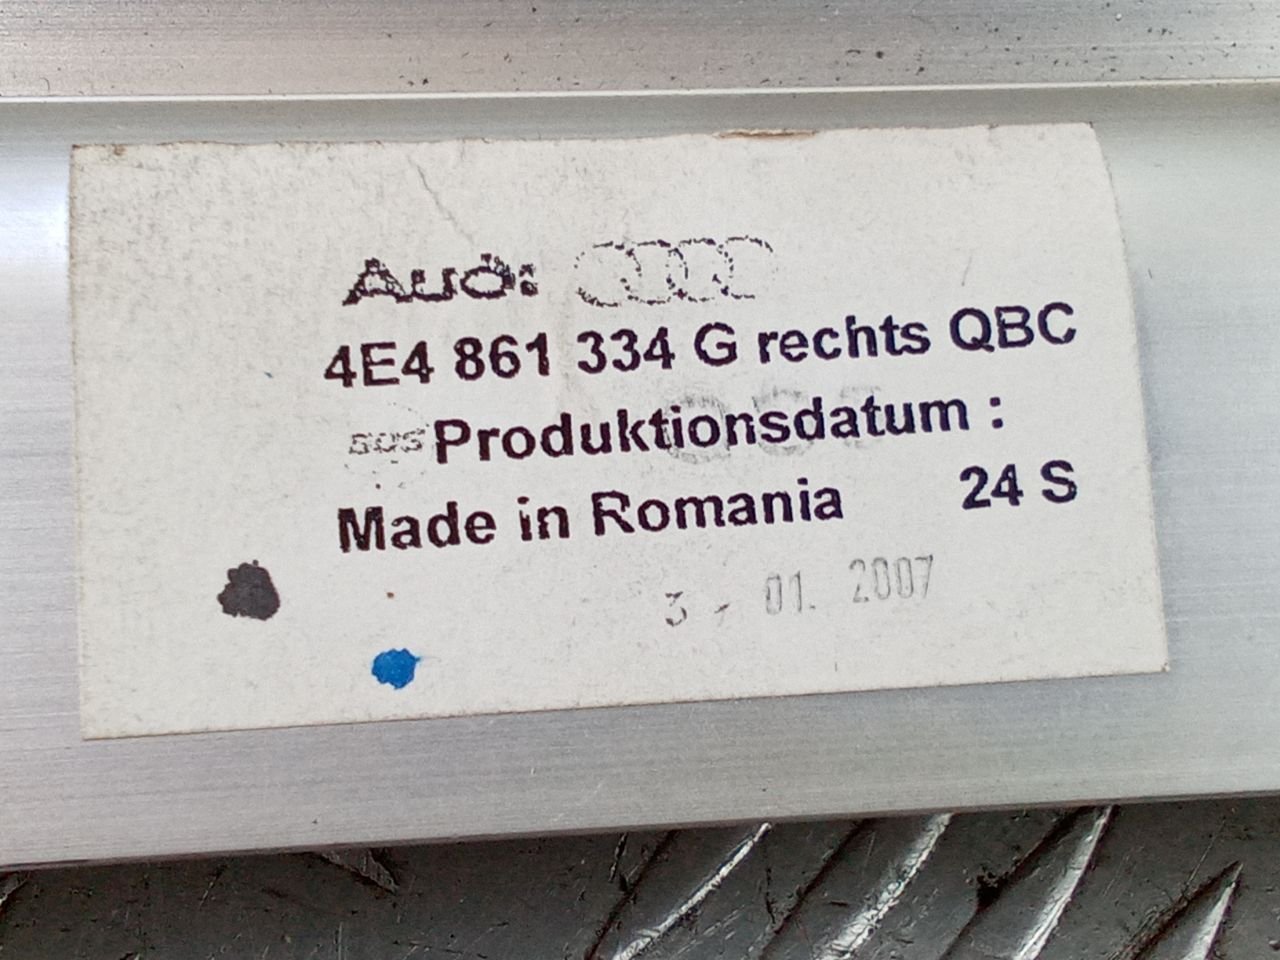 Audi
4E4 861 334 G rechts QBC
Produktionsdatum :
Made in Romania 24 S
3 - 01. 2007